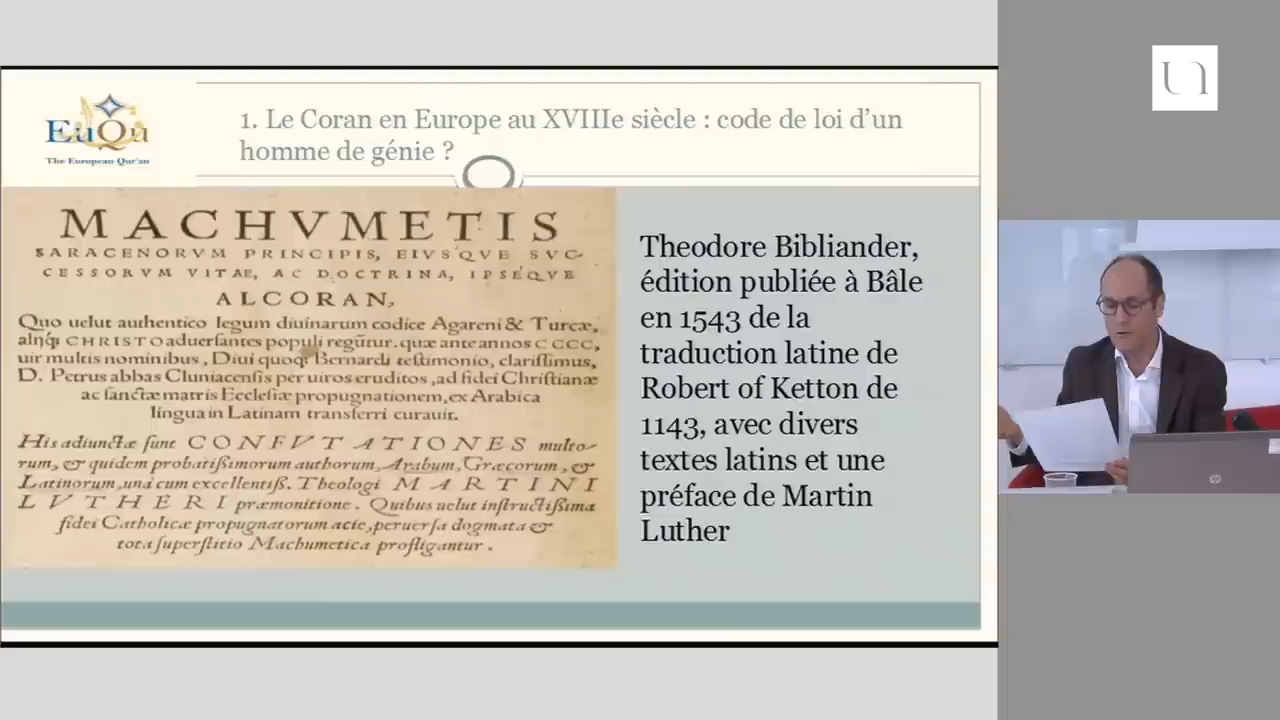 EuQu
The European Qur'an
1. Le Coran en Europe au XVIIIe siècle : code de loi d’un
homme de génie ?
MACHVMETIS
SARACENORVM PRINCIPIS, EIVSQVE SVC-
CESSORVM VITAE, AC DOCTRINA, IPSEQVE
ALCORAN,
Quo uelut authentico legum diuinarum codice Agareni & Turcæ,
alijq́ CHRISTO aduersantes populi regũtur. quæ ante annos CCCC,
uir multis nominibus, Diui quoq Bernardi testimonio, clarissimus,
D. Petrus abbas Cluniacensis per uiros eruditos, ad fidei Christianæ
ac sanctæ matris Ecclesiæ propugnationem, ex Arabica
lingua in Latinam transferri curauit.
His adiunctæ sunt CONFVTATIONES multo-
rum, & quidem probatißimorum authorum, Arabum, Græcorum, &
Latinorum, unà cum excellentiß. Theologi MARTINI
LVTHERI præmonitione. Quibus uelut instructißima
fidei Catholicæ propugnatorum acie, peruersa dogmata &
tota superstitio Machumetica profligantur.
Theodore Bibliander,
édition publiée à Bâle
en 1543 de la
traduction latine de
Robert of Ketton de
1143, avec divers
textes latins et une
préface de Martin
Luther
hp